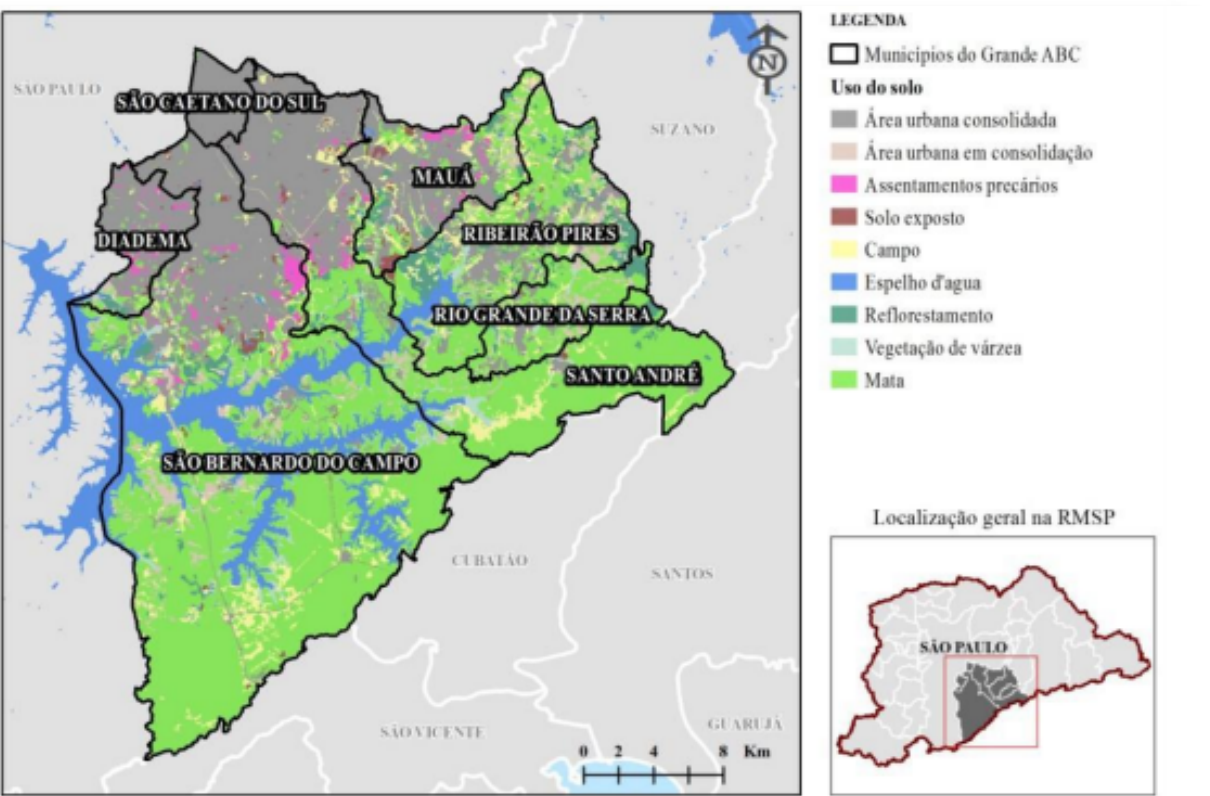 SÃO PAULO
SÃO CAETANO DO SUL
SUZANO
MAUÁ
DIADEMA
RIBEIRÃO PIRES
RIO GRANDE DA SERRA
SANTO ANDRÉ
SÃO BERNARDO DO CAMPO
CUBATÃO
SANTOS
SÃO VICENTE
GUARUJÁ
N
0 2 4 8 Km
LEGENDA
Municípios do Grande ABC
Uso do solo
Área urbana consolidada
Área urbana em consolidação
Assentamentos precários
Solo exposto
Campo
Espelho d'agua
Reflorestamento
Vegetação de várzea
Mata
Localização geral na RMSP
SÃO PAULO